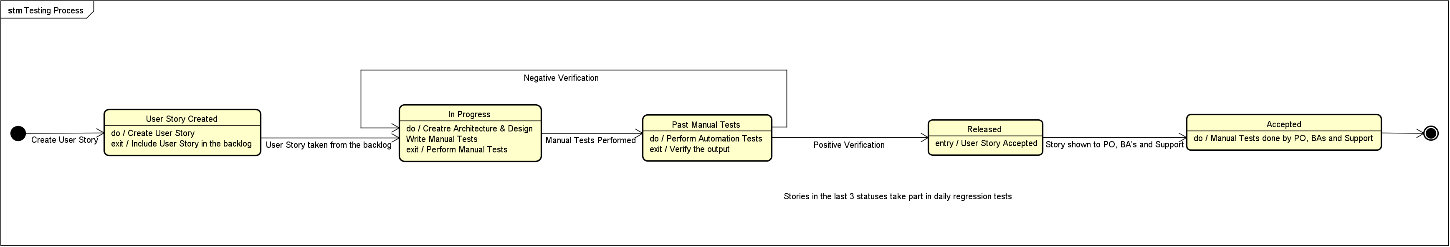 stm Testing Process
Negative Verification
Create User Story
User Story Created
do / Create User Story
exit / Include User Story in the backlog
User Story taken from the backlog
In Progress
do / Creatre Architecture & Design
Write Manual Tests
exit / Perform Manual Tests
Manual Tests Performed
Past Manual Tests
do / Perform Automation Tests
exit / Verify the output
Positive Verification
Released
entry / User Story Accepted
Story shown to PO, BA's and Support
Accepted
do / Manual Tests done by PO, BAs and Support
Stories in the last 3 statuses take part in daily regression tests